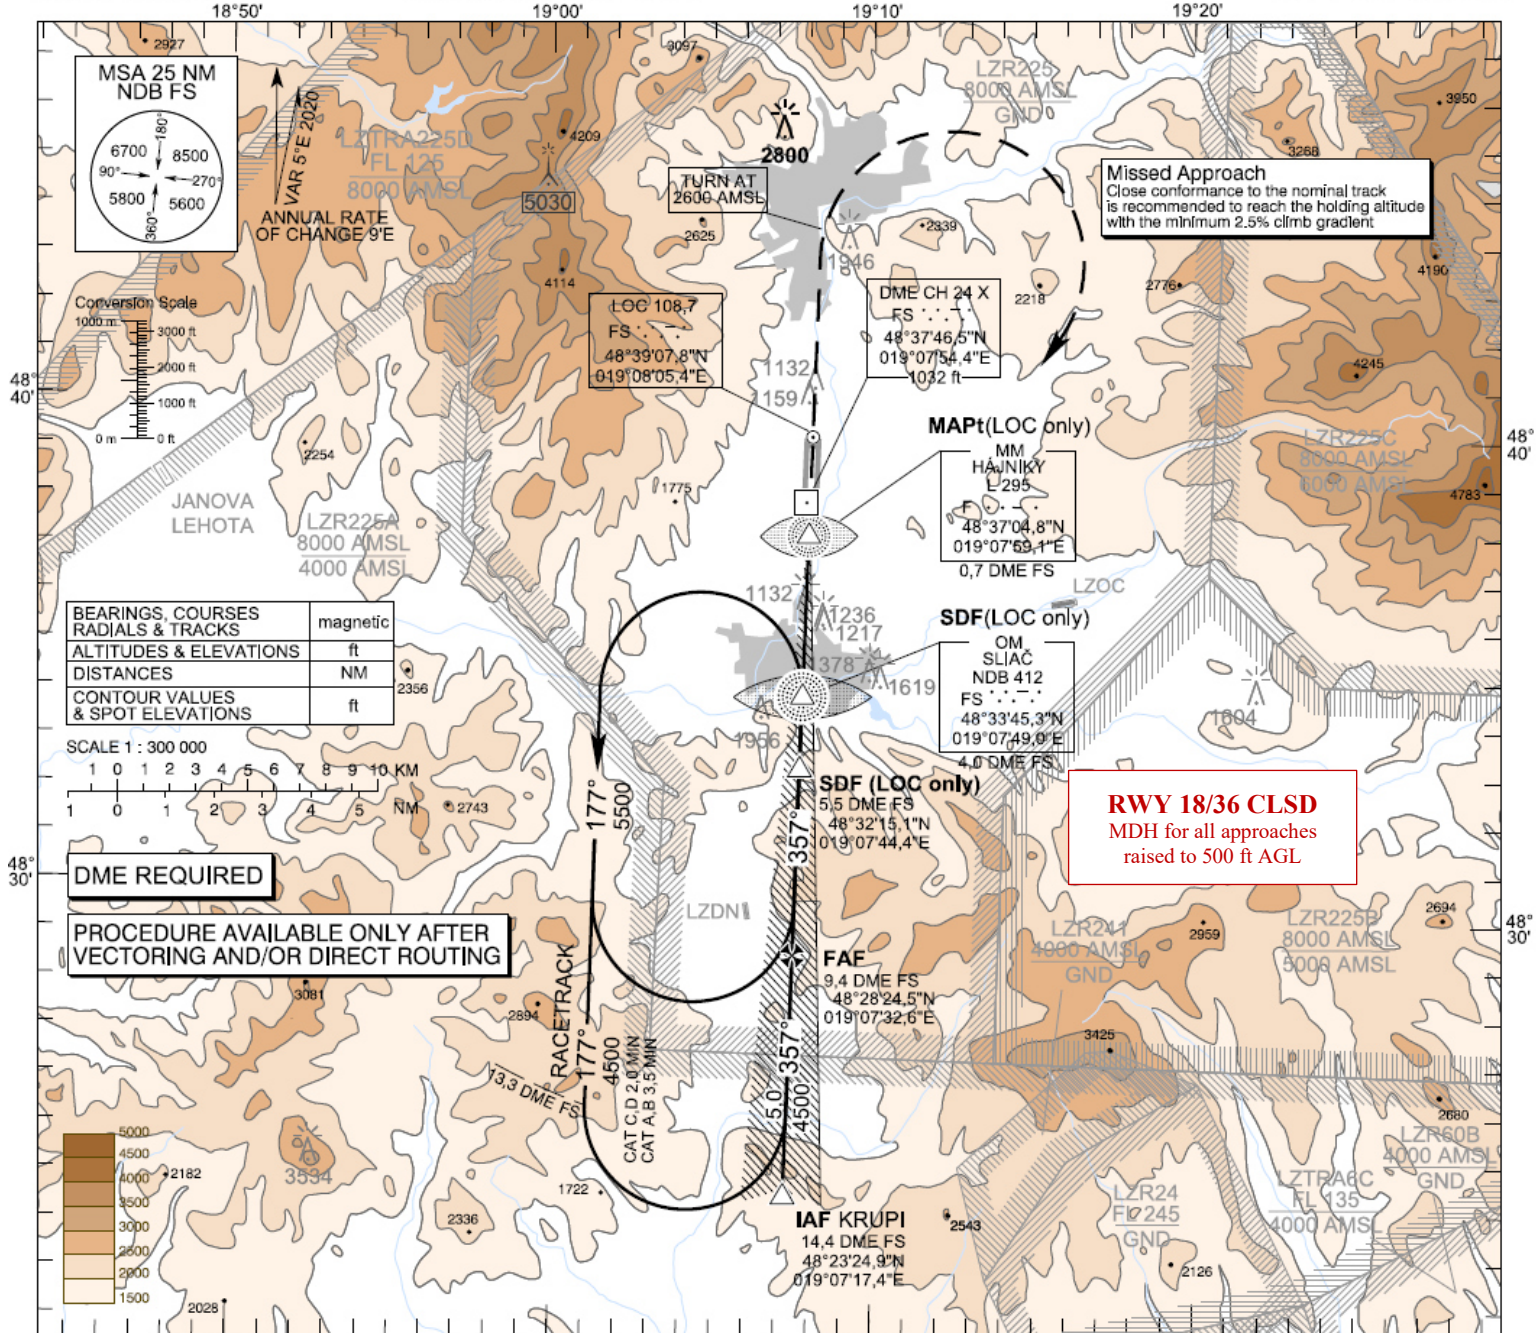 18°50'
19°00'
19°10'
19°20'
2927
MSA 25 NM
NDB FS
180°
6700
8500
90°
270°
5800
5600
360°
VAR 5°E 2020
ANNUAL RATE
OF CHANGE 9'E
LZTRA225D
FL 125
8000 AMSL
4209
5030
4114
3097
2800
TURN AT
2600 AMSL
2625
1946
2339
2218
LZR225
8000 AMSL
GND
3950
3268
Missed Approach
Close conformance to the nominal track
is recommended to reach the holding altitude
with the minimum 2.5% climb gradient
4190
2776
4245
Conversion Scale
1000 m
3000 ft
2000 ft
1000 ft
0 m
0 ft
LOC 108,7
FS · · · – ·
48°39'07,8"N
019°08'05,4"E
DME CH 24 X
FS · · – ·
48°37'46,5"N
019°07'54,4"E
1032 ft
1132
1159
48°
40'
48°
40'
2254
JANOVA
LEHOTA
LZR225A
8000 AMSL
4000 AMSL
1775
MAPt(LOC only)
MM
HÁJNIKY
L 295
F · · – ·
48°37'04,8"N
019°07'59,1"E
0,7 DME FS
LZR225C
8000 AMSL
6000 AMSL
4783
LZOC
BEARINGS, COURSES
RADIALS & TRACKS
magnetic
ALTITUDES & ELEVATIONS
ft
DISTANCES
NM
CONTOUR VALUES
& SPOT ELEVATIONS
ft
2356
1132
1236
1217
1378
1619
1956
SDF(LOC only)
OM
SLIAČ
NDB 412
FS · · – ·
48°33'45,3"N
019°07'49,0"E
4,0 DME FS
1804
SCALE 1 : 300 000
1 0 1 2 3 4 5 6 7 8 9 10 KM
1 0 1 2 3 4 5 NM
2743
177°
5500
SDF (LOC only)
5,5 DME FS
48°32'15,1"N
019°07'44,4"E
357°
RWY 18/36 CLSD
MDH for all approaches
raised to 500 ft AGL
48°
30'
48°
30'
DME REQUIRED
PROCEDURE AVAILABLE ONLY AFTER
VECTORING AND/OR DIRECT ROUTING
LZDN
FAF
9,4 DME FS
48°28'24,5"N
019°07'32,6"E
LZR241
4000 AMSL
GND
2959
LZR225B
8000 AMSL
5000 AMSL
2694
3081
2894
RACETRACK
177°
4500
CAT C,D 2,0 MIN
CAT A,B 3,5 MIN
13,3 DME FS
357°
5,0
4500
3425
2680
5000
4500
4000
3500
3000
2500
2000
1500
3534
2182
2336
1722
2028
IAF KRUPI
14,4 DME FS
48°23'24,9"N
019°07'17,4"E
2543
LZR24
FL 245
GND
2126
LZTRA6C
FL 135
4000 AMSL
LZR60B
4000 AMSL
GND